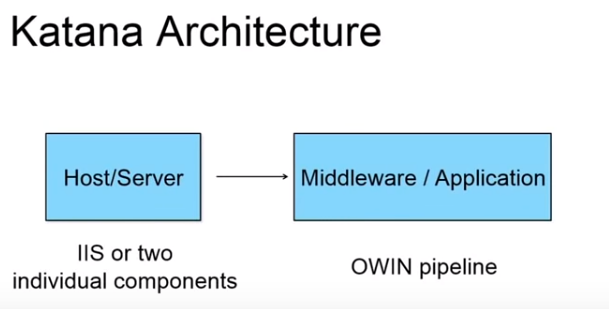 Katana Architecture
Host/Server
Middleware / Application
IIS or two
individual components
OWIN pipeline